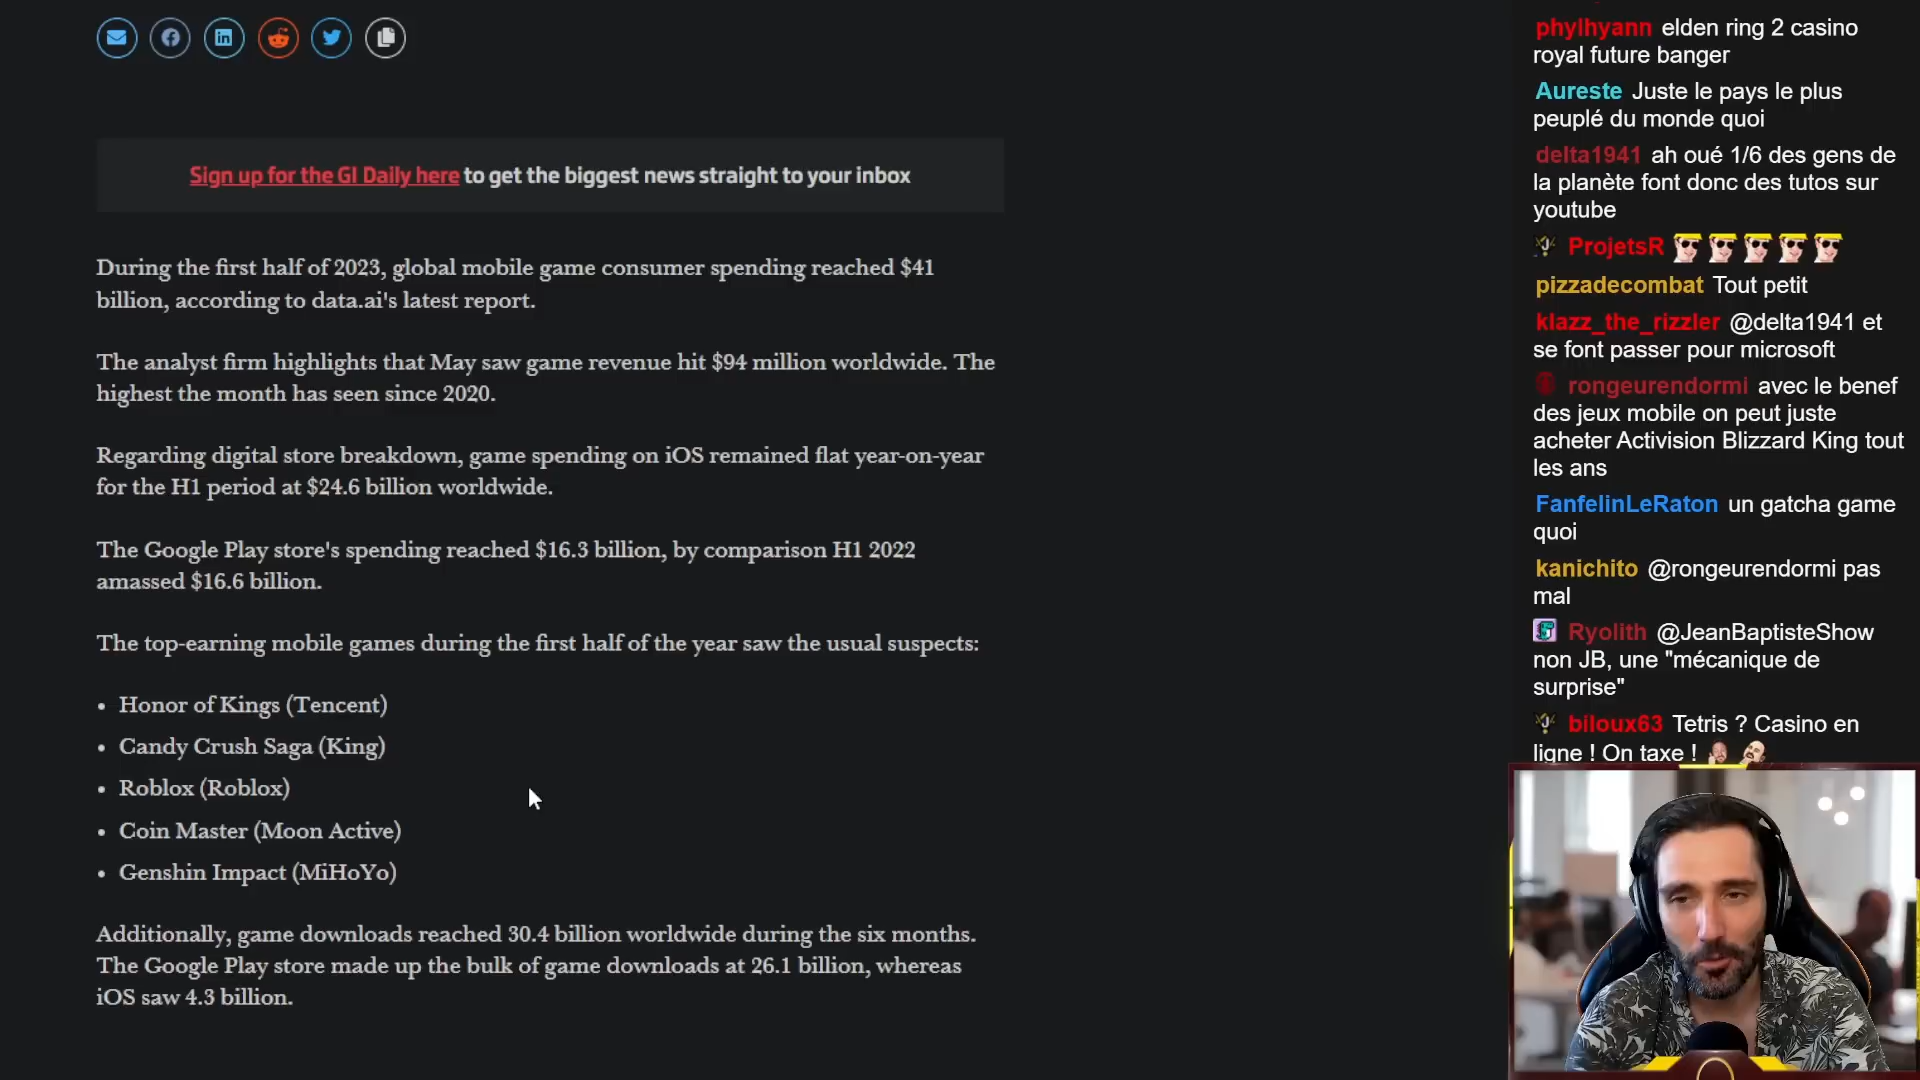 Sign up for the GI Daily here to get the biggest news straight to your inbox
During the first half of 2023, global mobile game consumer spending reached $41
billion, according to data.ai's latest report.
The analyst firm highlights that May saw game revenue hit $94 million worldwide. The
highest the month has seen since 2020.
Regarding digital store breakdown, game spending on iOS remained flat year-on-year
for the H1 period at $24.6 billion worldwide.
The Google Play store's spending reached $16.3 billion, by comparison H1 2022
amassed $16.6 billion.
The top-earning mobile games during the first half of the year saw the usual suspects:
• Honor of Kings (Tencent)
• Candy Crush Saga (King)
• Roblox (Roblox)
• Coin Master (Moon Active)
• Genshin Impact (MiHoYo)
Additionally, game downloads reached 30.4 billion worldwide during the six months.
The Google Play store made up the bulk of game downloads at 26.1 billion, whereas
iOS saw 4.3 billion.
phylhyann elden ring 2 casino
royal future banger
Aureste Juste le pays le plus
peuplé du monde quoi
delta1941 ah oué 1/6 des gens de
la planète font donc des tutos sur
youtube
ProjetsR
pizzadecombat Tout petit
klazz_the_rizzler @delta1941 et
se font passer pour microsoft
rongeurendormi avec le benef
des jeux mobile on peut juste
acheter Activision Blizzard King tout
les ans
FanfelinLeRaton un gatcha game
quoi
kanichito @rongeurendormi pas
mal
Ryolith @JeanBaptisteShow
non JB, une "mécanique de
surprise"
biloux63 Tetris ? Casino en
ligne ! On taxe !